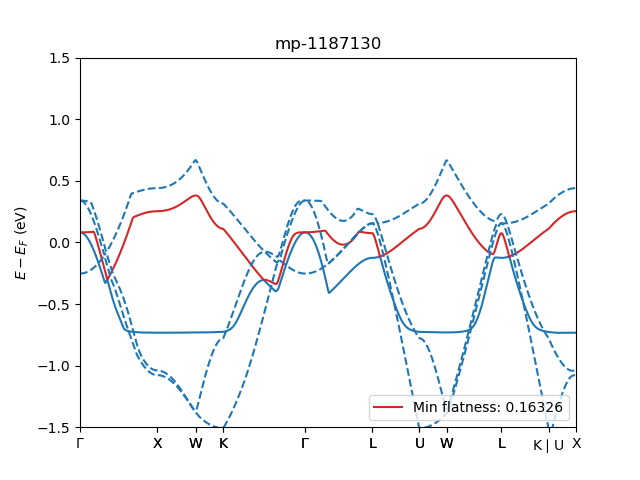 mp-1187130
E − E_F (eV)
1.5
1.0
0.5
0.0
−0.5
−1.0
−1.5
Min flatness: 0.16326
Γ X W K Γ L U W L K | U X